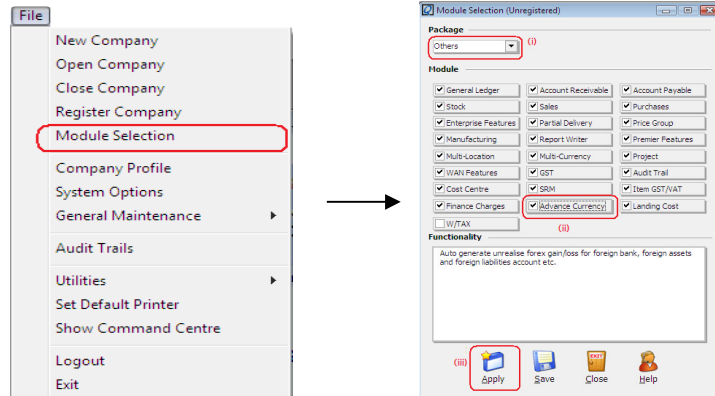 File
New Company
Open Company
Close Company
Register Company
Module Selection
Company Profile
System Options
General Maintenance
Audit Trails
Utilities
Set Default Printer
Show Command Centre
Logout
Exit
Module Selection (Unregistered)
Package
Others
(i)
Module
General Ledger Account Receivable Account Payable
Stock Sales Purchases
Enterprise Features Partial Delivery Price Group
Manufacturing Report Writer Premier Features
Multi-Location Multi-Currency Project
WAN Features GST Audit Trail
Cost Centre SRM Item GST/VAT
Finance Charges Advance Currency Landing Cost
W/TAX
(ii)
Functionality
Auto generate unrealise forex gain/loss for foreign bank, foreign assets
and foreign liabilities account etc.
(iii)
EXIT
Apply Save Close Help